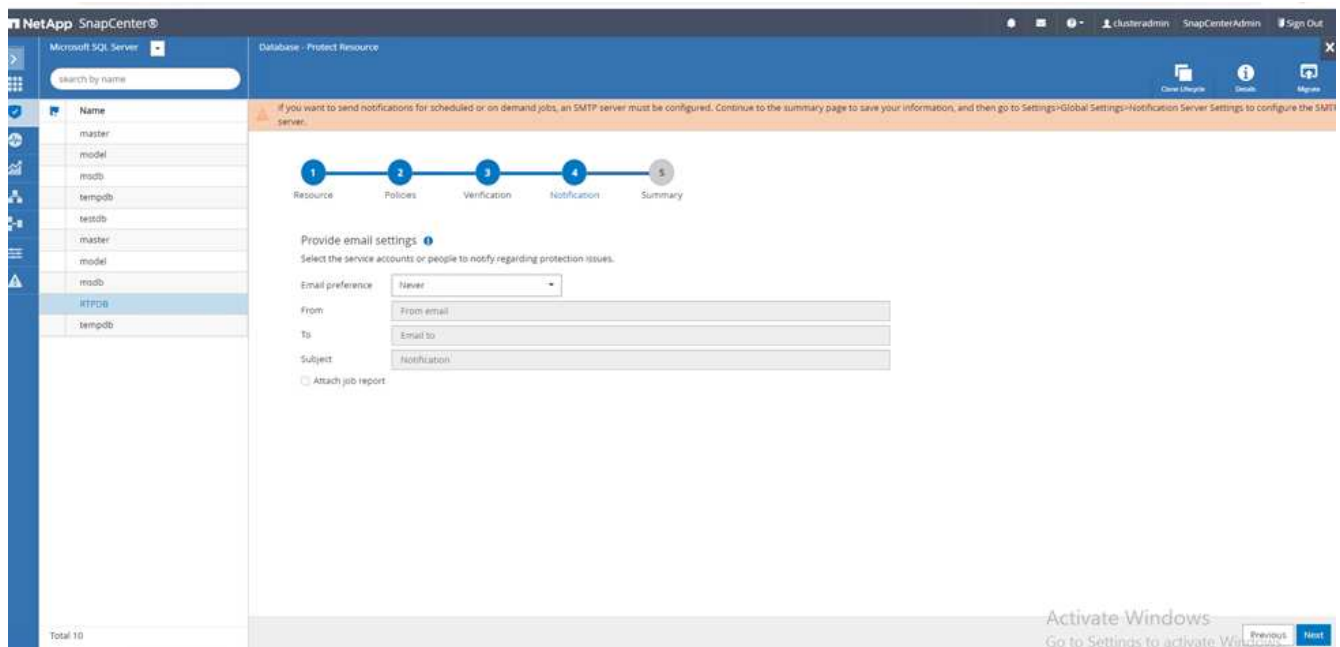 NetApp SnapCenter®
clusteradmin SnapCenterAdmin Sign Out
Microsoft SQL Server
search by name
Name
master
model
msdb
tempdb
testdb
master
model
msdb
RTPDB
tempdb
Total 10
Database - Protect Resource
Clone Lifecycle Details Migrate
If you want to send notifications for scheduled or on demand jobs, an SMTP server must be configured. Continue to the summary page to save your information, and then go to Settings>Global Settings>Notification Server Settings to configure the SMT
server.
1 2 3 4 5
Resource Policies Verification Notification Summary
Provide email settings
Select the service accounts or people to notify regarding protection issues.
Email preference Never
From From email
To Email to
Subject Notification
Attach job report
Activate Windows
Go to Settings to activate Windows.
Previous Next